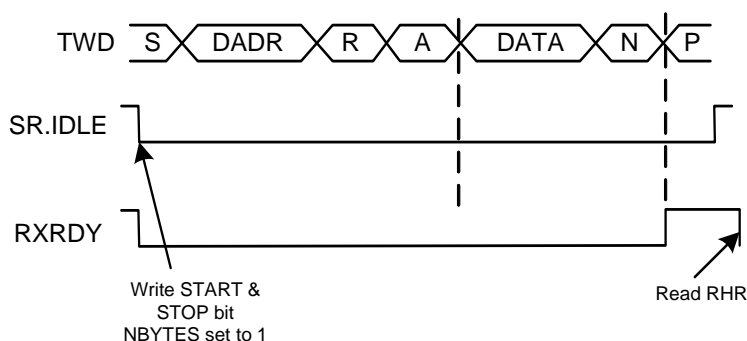 TWD S DADR R A DATA N P
SR.IDLE
RXRDY
Write START &
STOP bit
NBYTES set to 1
Read RHR